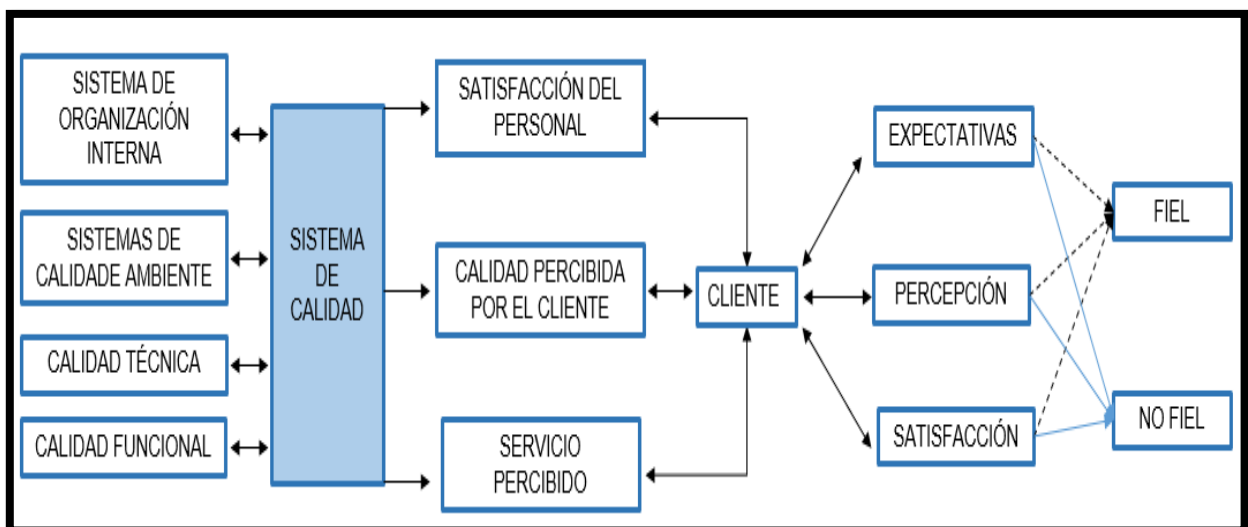 SISTEMA DE
ORGANIZACIÓN
INTERNA
SISTEMAS DE
CALIDADE AMBIENTE
CALIDAD TÉCNICA
CALIDAD FUNCIONAL
SISTEMA
DE
CALIDAD
SATISFACCIÓN DEL
PERSONAL
CALIDAD PERCIBIDA
POR EL CLIENTE
SERVICIO
PERCIBIDO
CLIENTE
EXPECTATIVAS
PERCEPCIÓN
SATISFACCIÓN
FIEL
NO FIEL